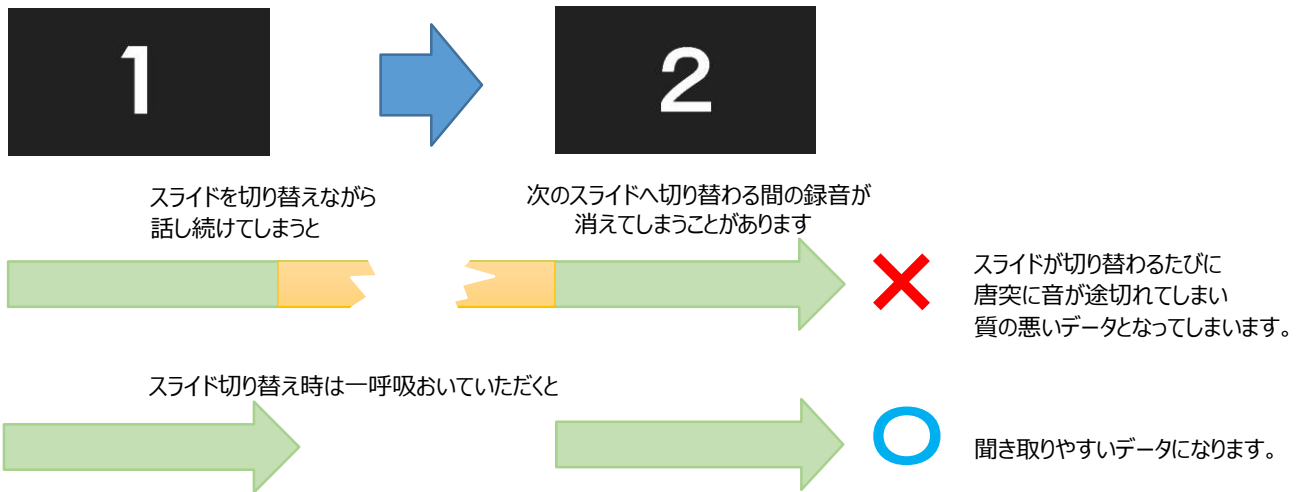 1
2
スライドを切り替えながら
話し続けてしまうと
次のスライドへ切り替わる間の録音が
消えてしまうことがあります
スライドが切り替わるたびに
唐突に音が途切れてしまい
質の悪いデータとなってしまいます。
スライド切り替え時は一呼吸おいていただくと
聞き取りやすいデータになります。